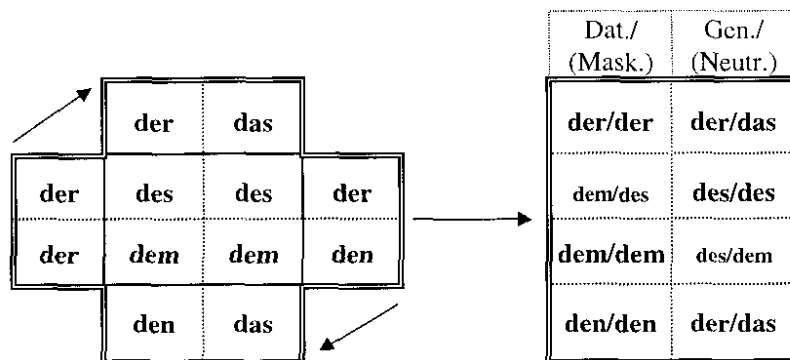 Dat./ Gen./
(Mask.) (Neutr.)
der das der/der der/das
der des des der dem/des des/des
der dem dem den dem/dem des/dem
den das den/den der/das